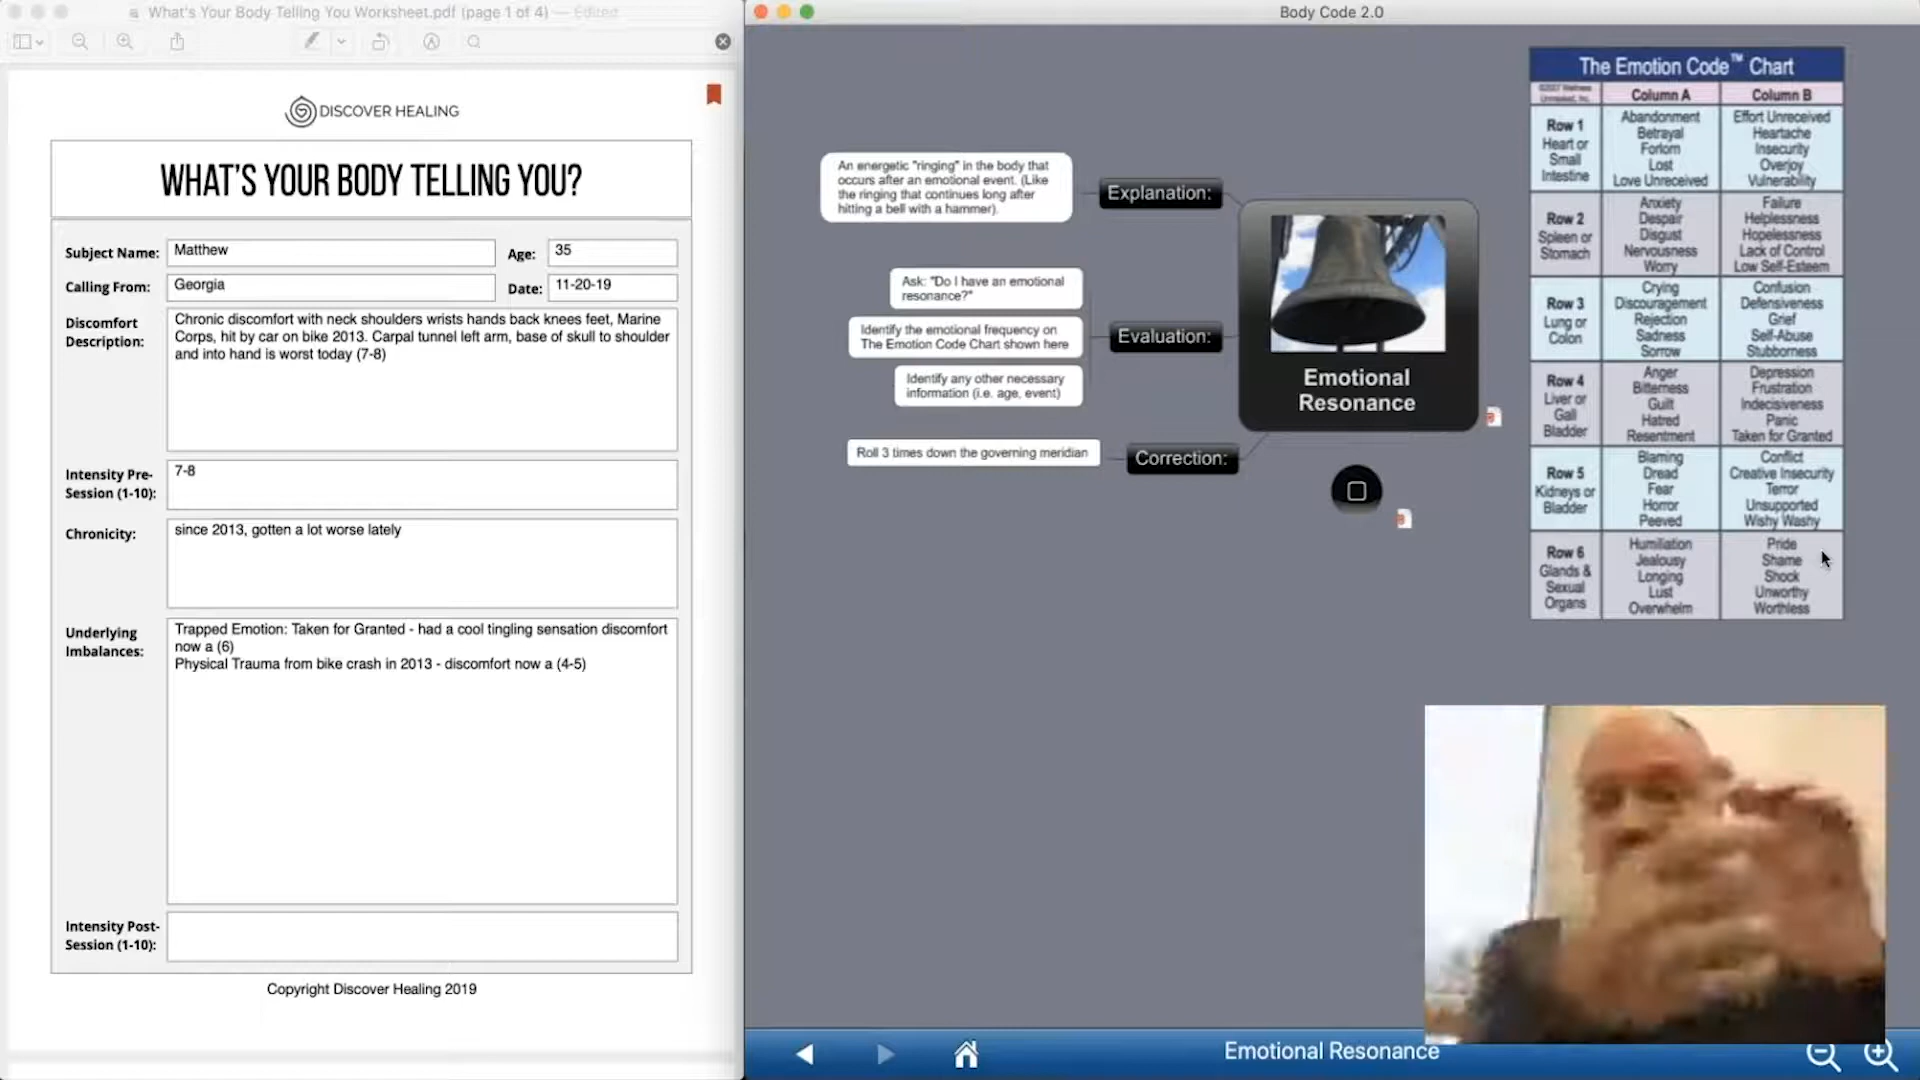 What's Your Body Telling You Worksheet.pdf (page 1 of 4) — Edited
DISCOVER HEALING
WHAT'S YOUR BODY TELLING YOU?
Subject Name: Matthew
Age: 35
Calling From: Georgia
Date: 11-20-19
Discomfort
Description:
Chronic discomfort with neck shoulders wrists hands back knees feet, Marine
Corps, hit by car on bike 2013. Carpal tunnel left arm, base of skull to shoulder
and into hand is worst today (7-8)
Intensity Pre-
Session (1-10):
7-8
Chronicity:
since 2013, gotten a lot worse lately
Underlying
Imbalances:
Trapped Emotion: Taken for Granted - had a cool tingling sensation discomfort
now a (6)
Physical Trauma from bike crash in 2013 - discomfort now a (4-5)
Intensity Post-
Session (1-10):
Copyright Discover Healing 2019
Body Code 2.0
An energetic "ringing" in the body that
occurs after an emotional event. (Like
the ringing that continues long after
hitting a bell with a hammer).
Explanation:
Ask: "Do I have an emotional
resonance?"
Identify the emotional frequency on
The Emotion Code Chart shown here
Identify any other necessary
information (i.e. age, event)
Evaluation:
Roll 3 times down the governing meridian
Correction:
Emotional
Resonance
The Emotion Code™ Chart
Column A
Column B
Row 1
Heart or
Small
Intestine
Abandonment
Betrayal
Forlorn
Lost
Love Unreceived
Effort Unreceived
Heartache
Insecurity
Overjoy
Vulnerability
Row 2
Spleen or
Stomach
Anxiety
Despair
Disgust
Nervousness
Worry
Failure
Helplessness
Hopelessness
Lack of Control
Low Self-Esteem
Row 3
Lung or
Colon
Crying
Discouragement
Rejection
Sadness
Sorrow
Confusion
Defensiveness
Grief
Self-Abuse
Stubborness
Row 4
Liver or
Gall
Bladder
Anger
Bitterness
Guilt
Hatred
Resentment
Depression
Frustration
Indecisiveness
Panic
Taken for Granted
Row 5
Kidneys or
Bladder
Blaming
Dread
Fear
Horror
Peeved
Conflict
Creative Insecurity
Terror
Unsupported
Wishy Washy
Row 6
Glands &
Sexual
Organs
Humiliation
Jealousy
Longing
Lust
Overwhelm
Pride
Shame
Shock
Unworthy
Worthless
Emotional Resonance